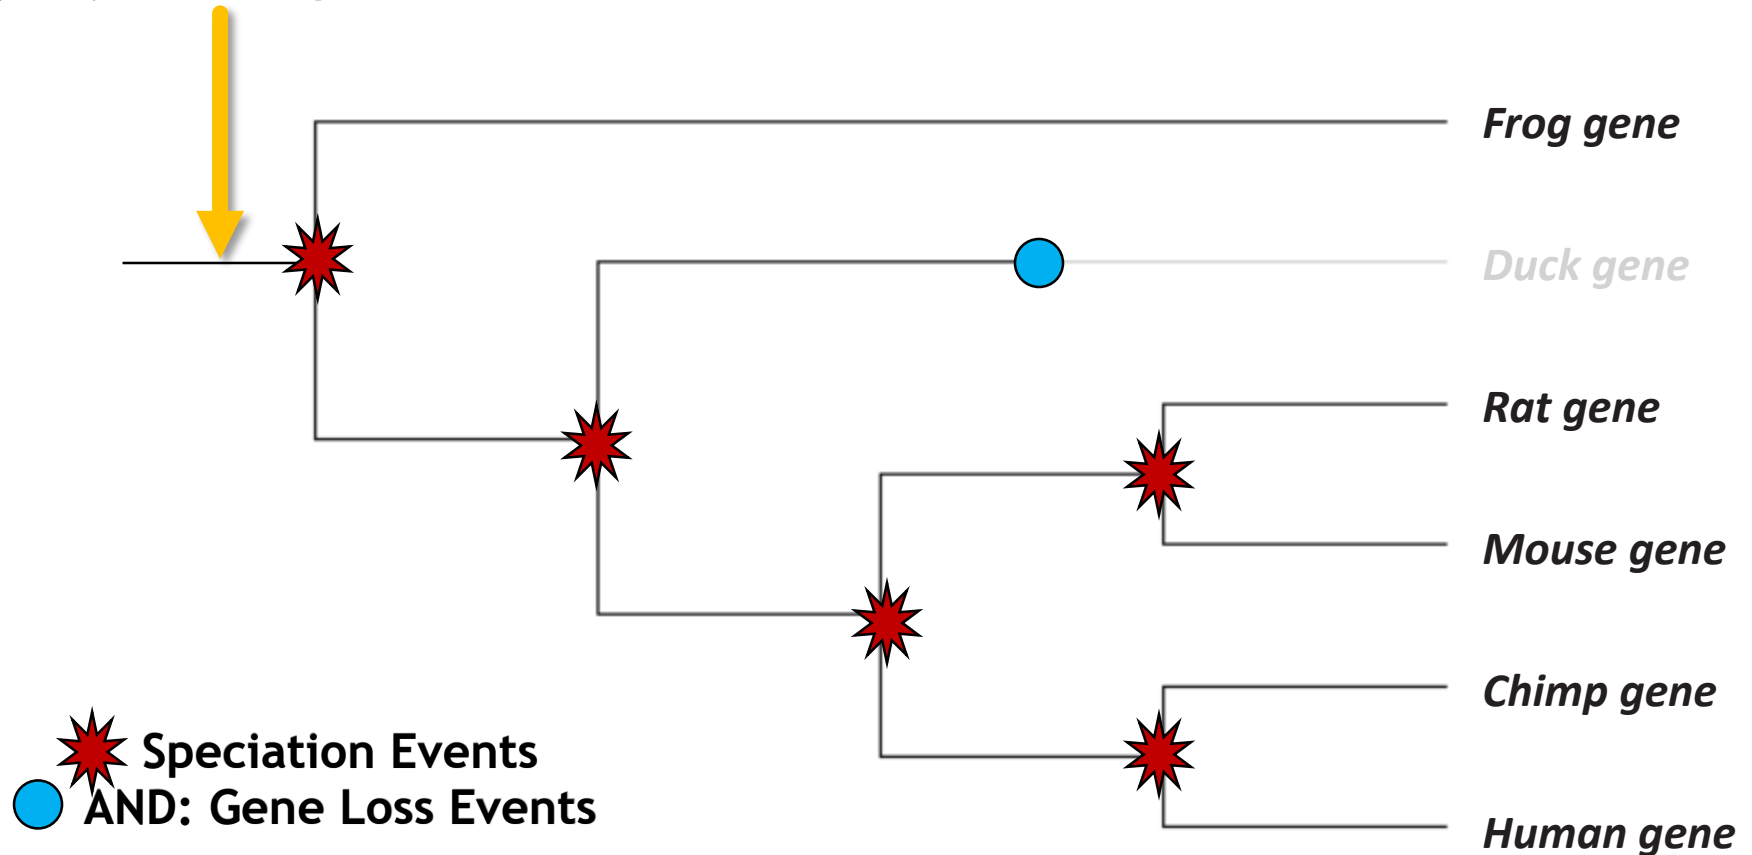 Frog gene
Duck gene
Rat gene
Mouse gene
Chimp gene
Human gene
Speciation Events
AND: Gene Loss Events